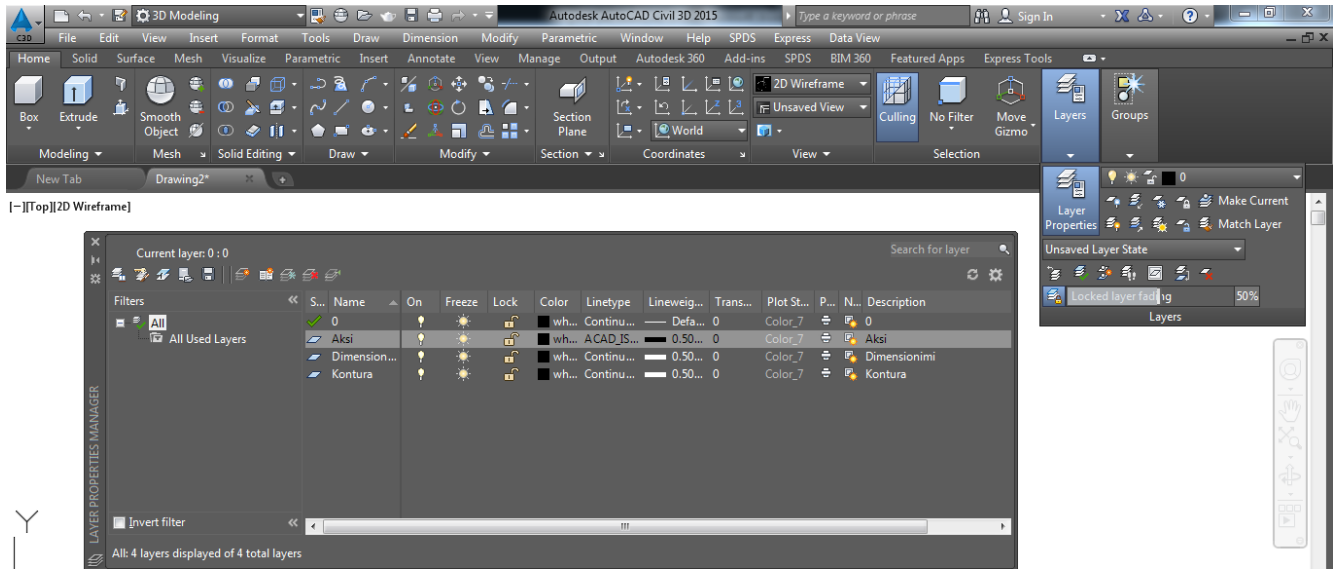 3D Modeling Autodesk AutoCAD Civil 3D 2015 Type a keyword or phrase Sign In
C3D File Edit View Insert Format Tools Draw Dimension Modify Parametric Window Help SPDS Express Data View
Home Solid Surface Mesh Visualize Parametric Insert Annotate View Manage Output Autodesk 360 Add-ins SPDS BIM 360 Featured Apps Express Tools
2D Wireframe
Unsaved View
World
Box Extrude Smooth Object Section Plane Culling No Filter Move Gizmo Layers Groups
Modeling Mesh Solid Editing Draw Modify Section Coordinates View Selection
New Tab Drawing2*
[−][Top][2D Wireframe]
0
Layer Properties
Make Current
Match Layer
Unsaved Layer State
Locked layer fading 50%
Layers
Current layer: 0 : 0
Search for layer
Filters
All
All Used Layers
S... Name On Freeze Lock Color Linetype Lineweig... Trans... Plot St... P... N... Description
0 wh... Continu... Defa... 0 Color_7 0
Aksi wh... ACAD_IS... 0.50... 0 Color_7 Aksi
Dimension... wh... Continu... 0.50... 0 Color_7 Dimensionimi
Kontura wh... Continu... 0.50... 0 Color_7 Kontura
LAYER PROPERTIES MANAGER
Invert filter
All: 4 layers displayed of 4 total layers
Y